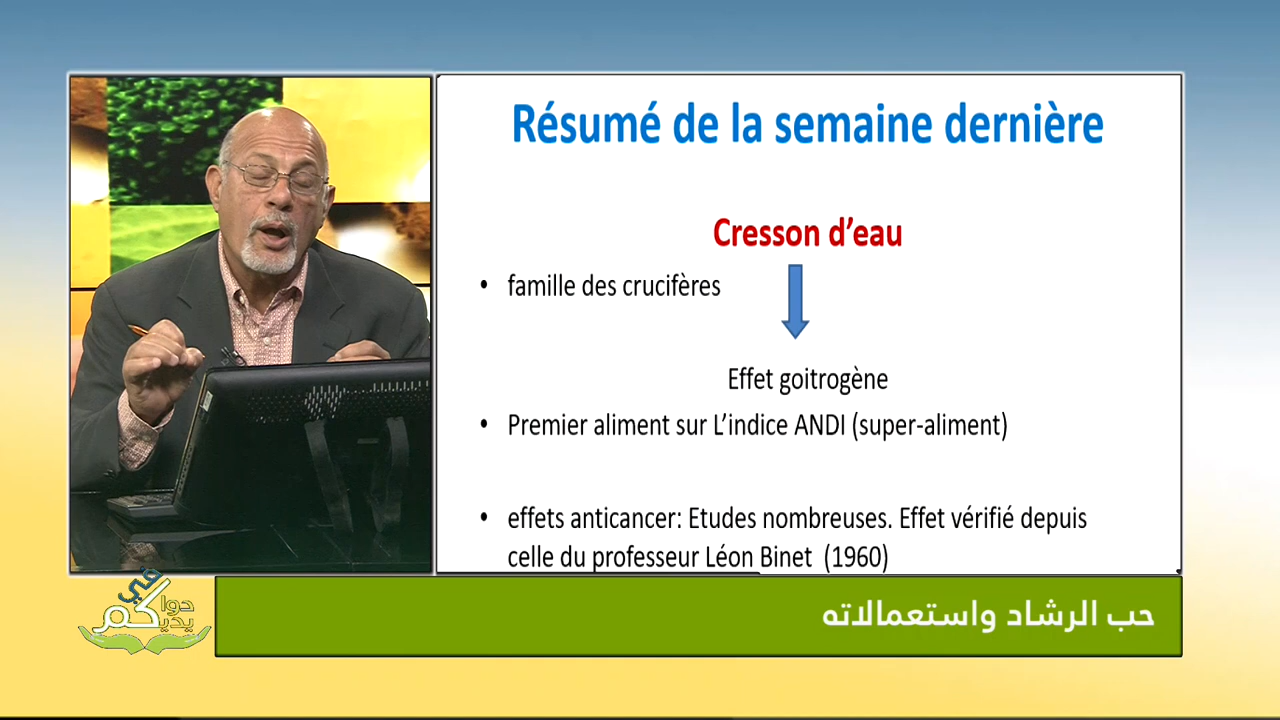 Résumé de la semaine dernière
Cresson d’eau
• famille des crucifères
Effet goitrogène
• Premier aliment sur L’indice ANDI (super-aliment)
• effets anticancer: Etudes nombreuses. Effet vérifié depuis
celle du professeur Léon Binet (1960)
حب الرشاد واستعمالاته
دواكم
في
يديكم